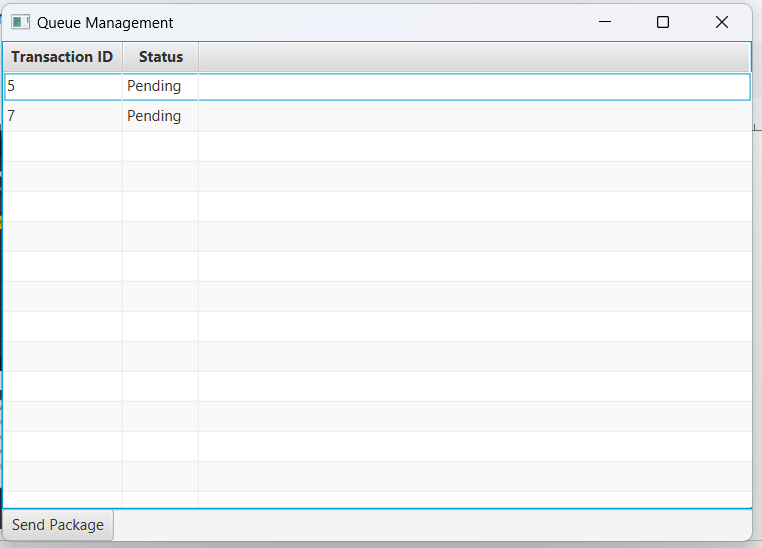 Queue Management
Transaction ID Status
5 Pending
7 Pending
Send Package